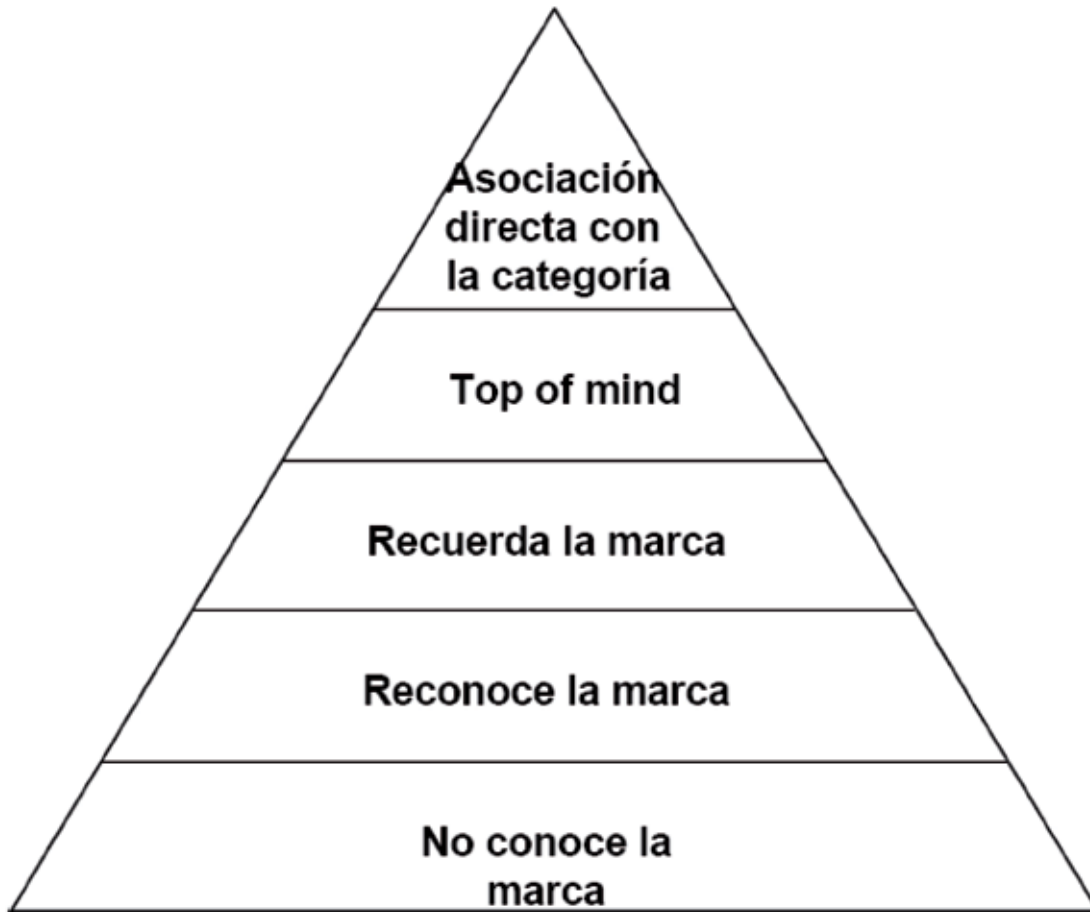 Asociación
directa con
la categoría
Top of mind
Recuerda la marca
Reconoce la marca
No conoce la
marca